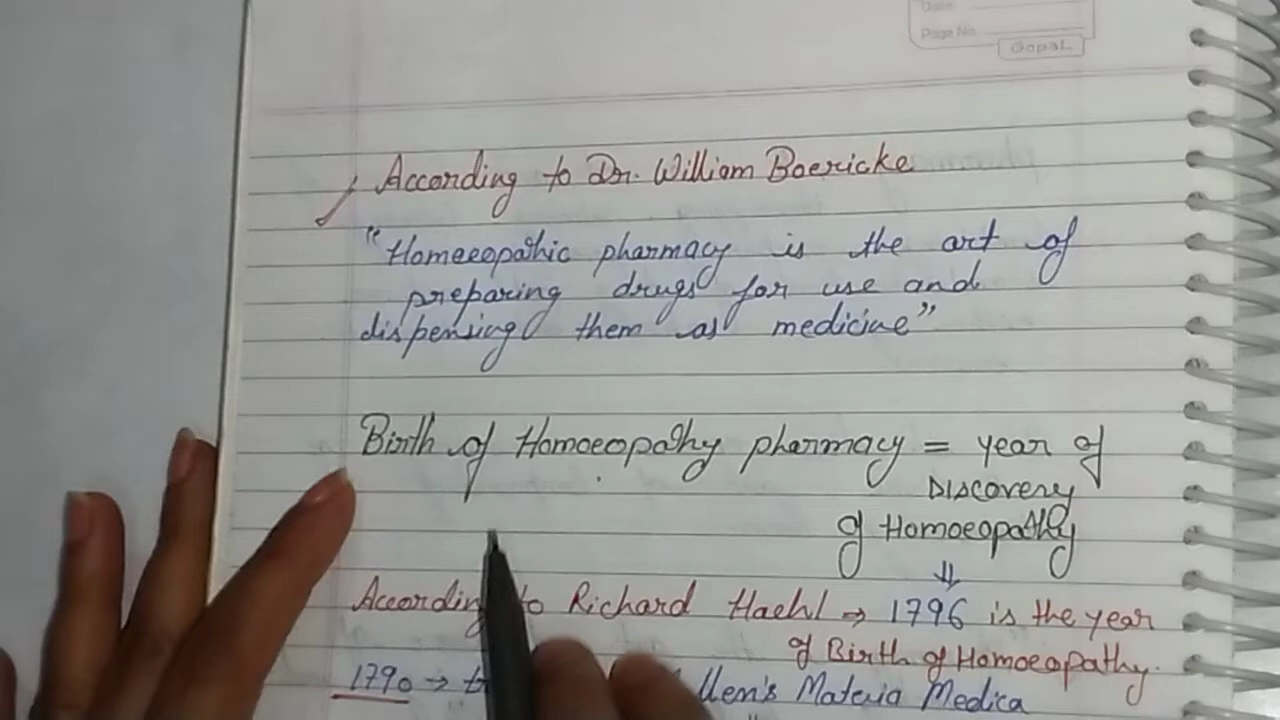 Page No.
Gopal
According to Dr. William Boericke
"Homoeopathic pharmacy is the art of
preparing drugs for use and
dispensing them as medicine"
Birth of Homoeopathy pharmacy = year of
DISCOVERY
of Homoeopathy
⇓
According to Richard Haehl → 1796 is the year
of Birth of Homoeopathy.
1790 → Materia Medica